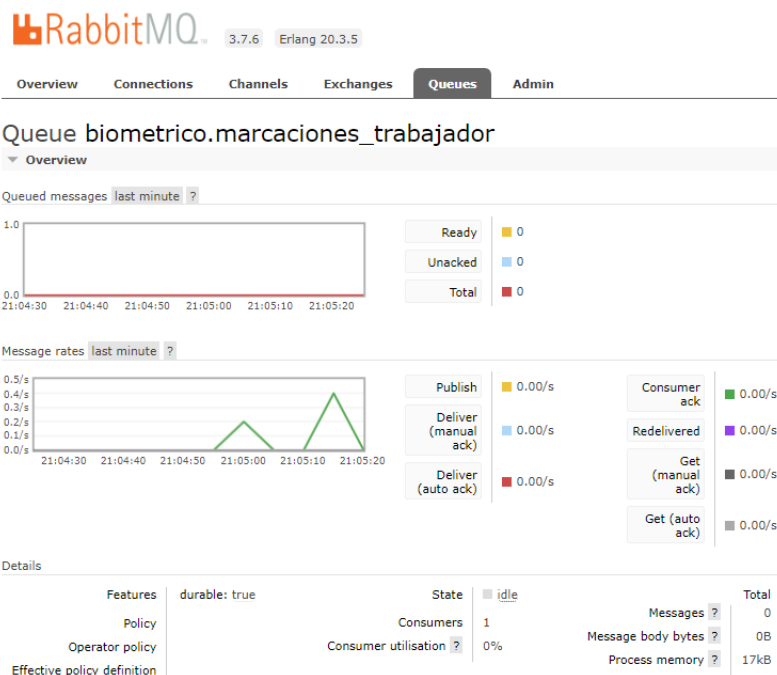 RabbitMQ 3.7.6 Erlang 20.3.5
Overview Connections Channels Exchanges Queues Admin
Queue biometrico.marcaciones_trabajador
Overview
Queued messages last minute ?
1.0
0.0
21:04:30 21:04:40 21:04:50 21:05:00 21:05:10 21:05:20
Ready 0
Unacked 0
Total 0
Message rates last minute ?
0.5/s
0.4/s
0.3/s
0.2/s
0.1/s
0.0/s
21:04:30 21:04:40 21:04:50 21:05:00 21:05:10 21:05:20
Publish 0.00/s
Deliver
(manual 0.00/s
ack)
Deliver
(auto ack) 0.00/s
Consumer
ack 0.00/s
Redelivered 0.00/s
Get
(manual 0.00/s
ack)
Get (auto
ack) 0.00/s
Details
Features durable: true
Policy
Operator policy
Effective policy definition
State idle
Consumers 1
Consumer utilisation ? 0%
Total
Messages ? 0
Message body bytes ? 0B
Process memory ? 17kB